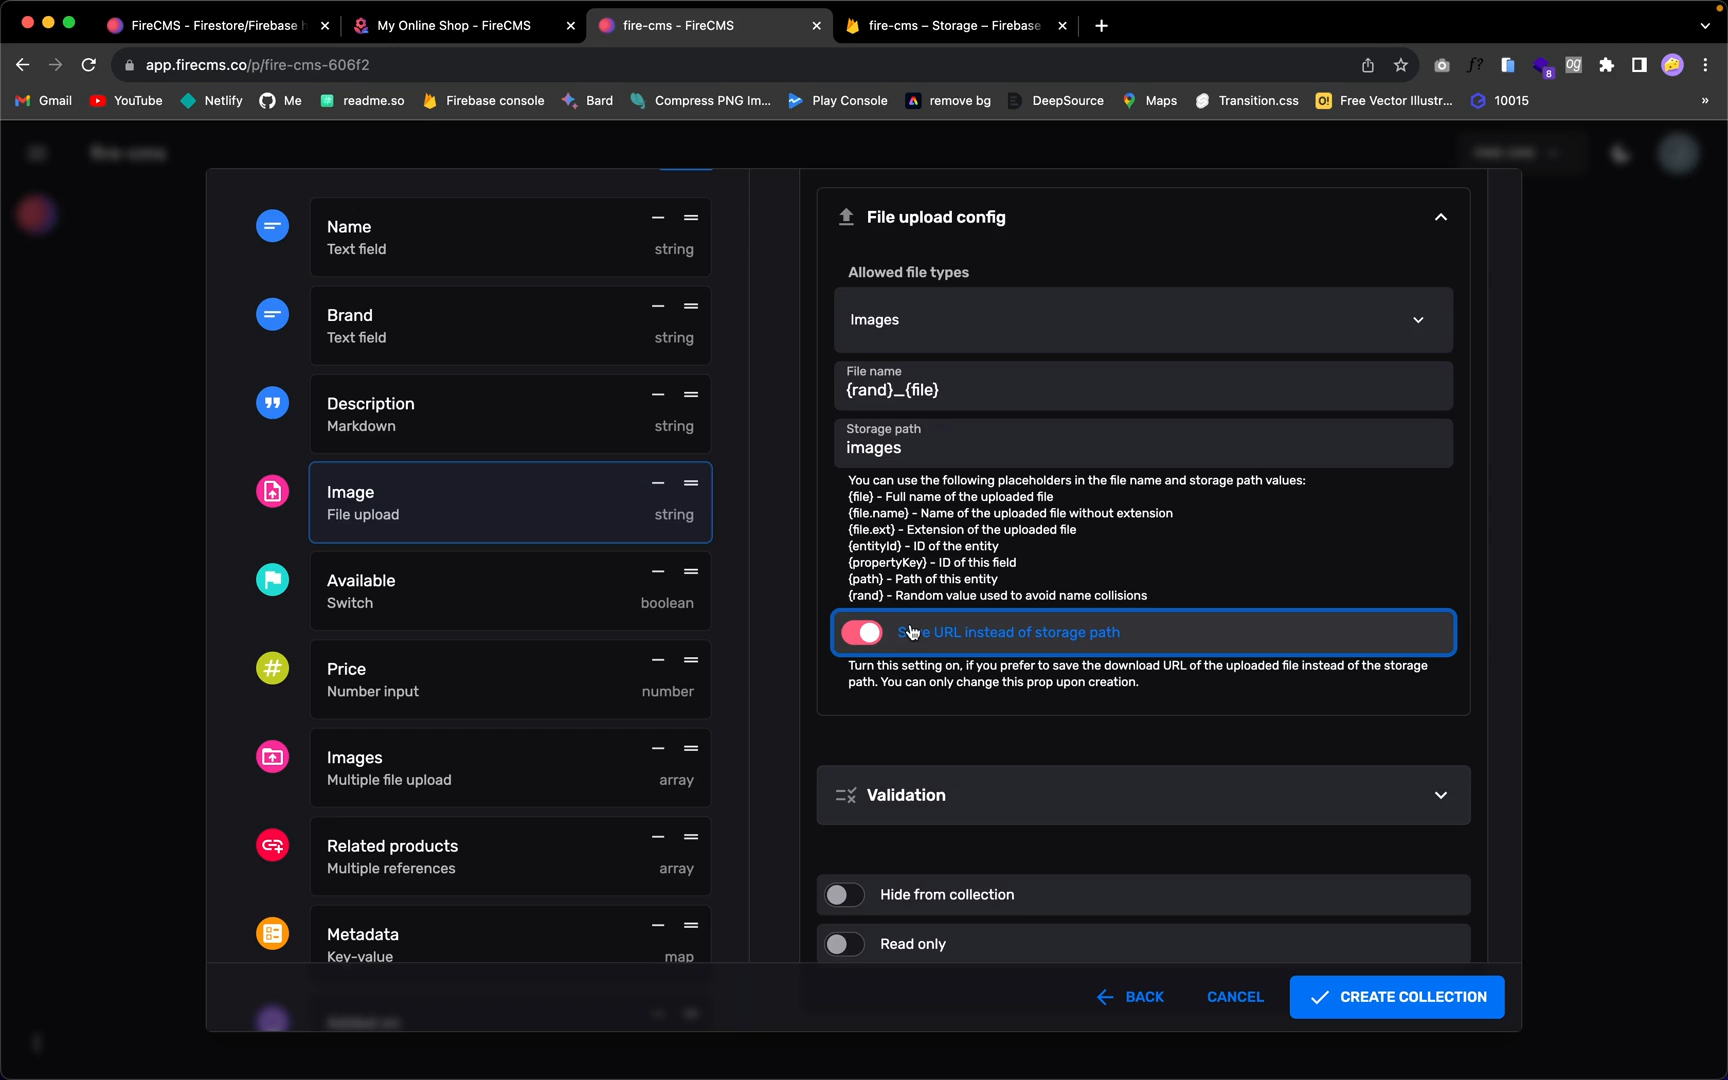 FireCMS - Firestore/Firebase h
My Online Shop - FireCMS
fire-cms - FireCMS
fire-cms – Storage – Firebase
app.firecms.co/p/fire-cms-606f2
f?
8
og
Gmail
YouTube
Netlify
Me
readme.so
Firebase console
Bard
Compress PNG Im...
Play Console
remove bg
DeepSource
Maps
Transition.css
O!
Free Vector Illustr...
10015
»
fire-cms
Name
Text field
string
Brand
Text field
string
Description
Markdown
string
Image
File upload
string
Available
Switch
boolean
Price
Number input
number
Images
Multiple file upload
array
Related products
Multiple references
array
Metadata
Key-value
map
File upload config
Allowed file types
Images
File name
{rand}_{file}
Storage path
images
You can use the following placeholders in the file name and storage path values:
{file} - Full name of the uploaded file
{file.name} - Name of the uploaded file without extension
{file.ext} - Extension of the uploaded file
{entityId} - ID of the entity
{propertyKey} - ID of this field
{path} - Path of this entity
{rand} - Random value used to avoid name collisions
Save URL instead of storage path
Turn this setting on, if you prefer to save the download URL of the uploaded file instead of the storage
path. You can only change this prop upon creation.
Validation
Hide from collection
Read only
BACK
CANCEL
CREATE COLLECTION